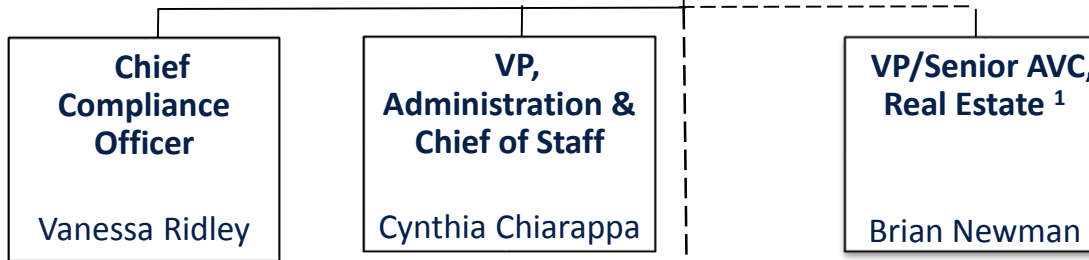 Chief
Compliance
Officer
Vanessa Ridley
VP,
Administration &
Chief of Staff
Cynthia Chiarappa
VP/Senior AVC,
Real Estate ¹
Brian Newman